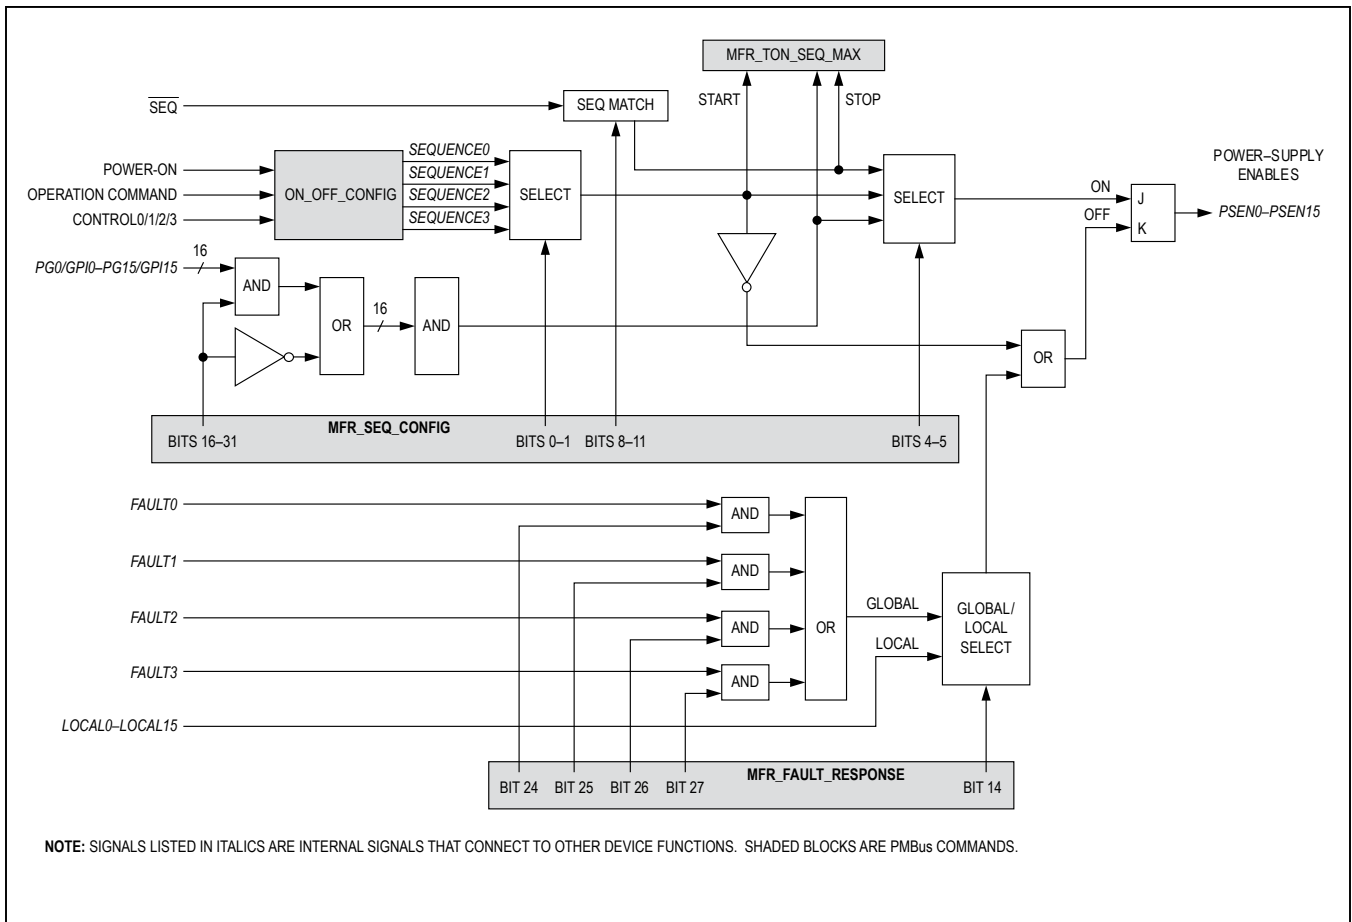 MFR_TON_SEQ_MAX
START
STOP
SEQ
SEQ MATCH
POWER-ON
OPERATION COMMAND
CONTROL0/1/2/3
ON_OFF_CONFIG
SEQUENCE0
SEQUENCE1
SEQUENCE2
SEQUENCE3
SELECT
SELECT
ON
OFF
J
K
POWER–SUPPLY
ENABLES
PSEN0–PSEN15
PG0/GPI0–PG15/GPI15
16
AND
OR
16
AND
OR
MFR_SEQ_CONFIG
BITS 16–31
BITS 0–1
BITS 8–11
BITS 4–5
FAULT0
AND
FAULT1
AND
FAULT2
AND
FAULT3
AND
OR
GLOBAL
LOCAL
GLOBAL/
LOCAL
SELECT
LOCAL0–LOCAL15
MFR_FAULT_RESPONSE
BIT 24
BIT 25
BIT 26
BIT 27
BIT 14
NOTE: SIGNALS LISTED IN ITALICS ARE INTERNAL SIGNALS THAT CONNECT TO OTHER DEVICE FUNCTIONS. SHADED BLOCKS ARE PMBus COMMANDS.